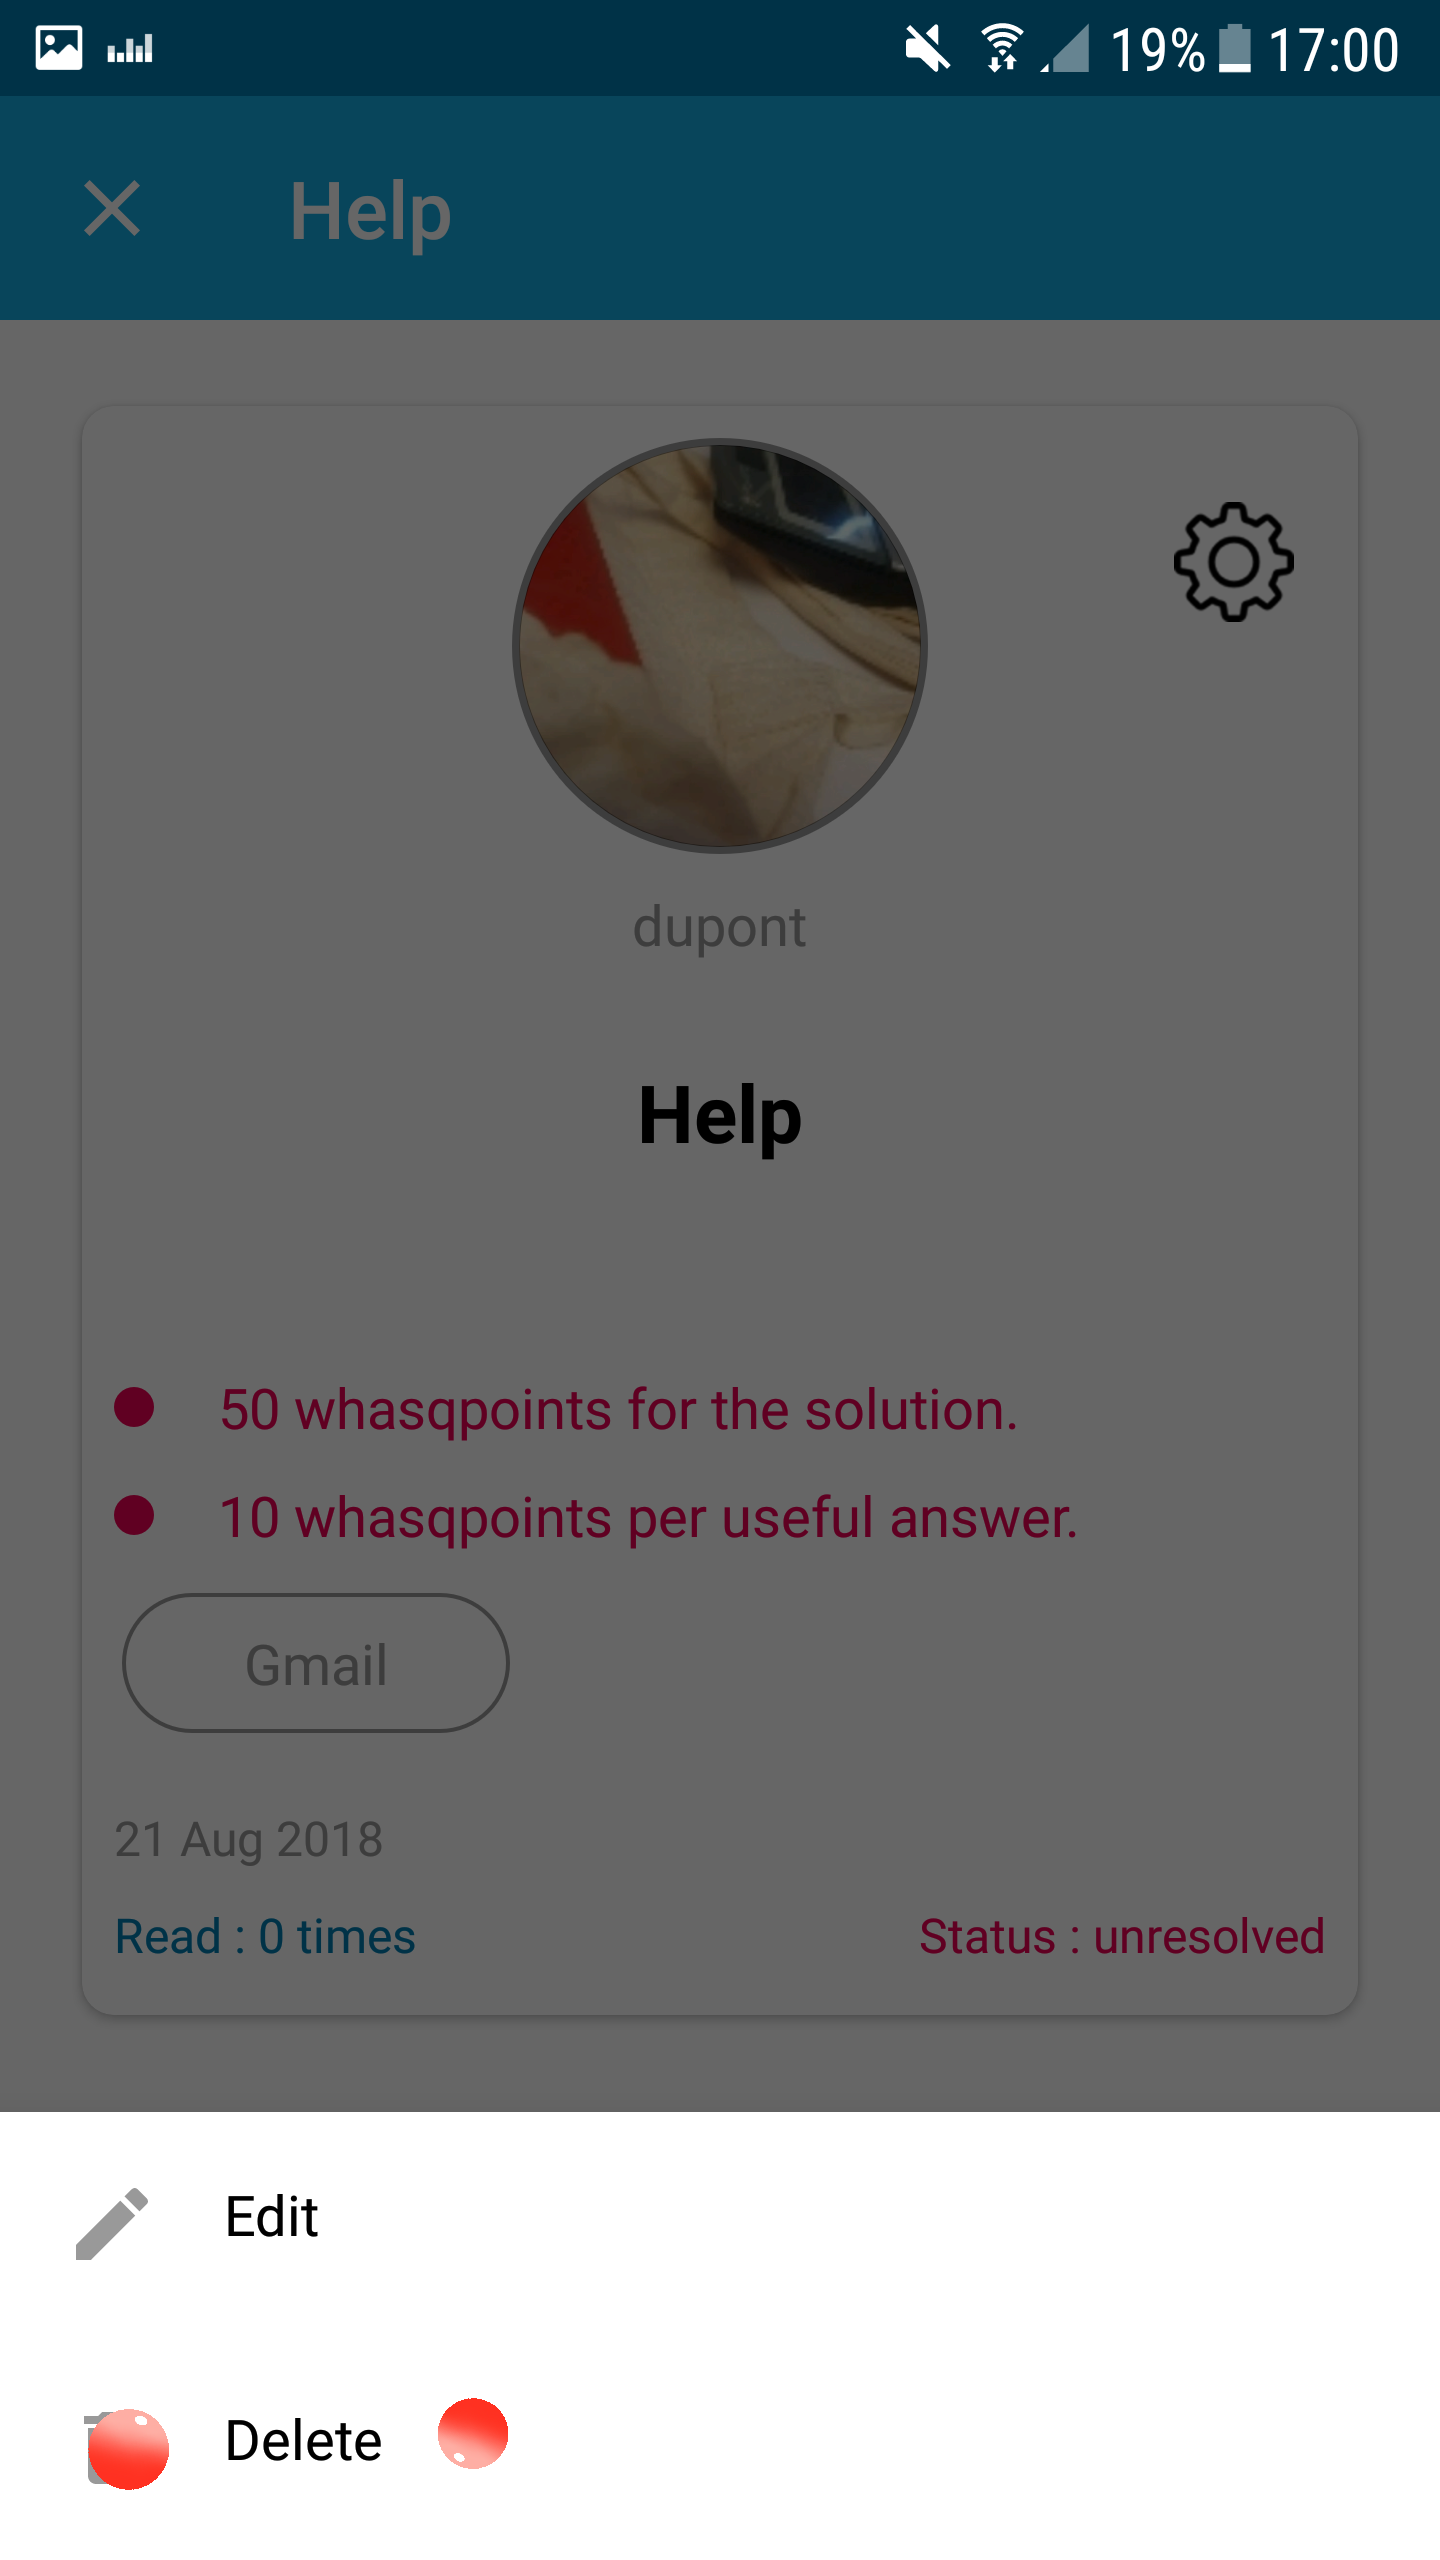 19% 17:00
Help
dupont
Help
50 whasqpoints for the solution.
10 whasqpoints per useful answer.
Gmail
21 Aug 2018
Read : 0 times
Status : unresolved
Edit
Delete